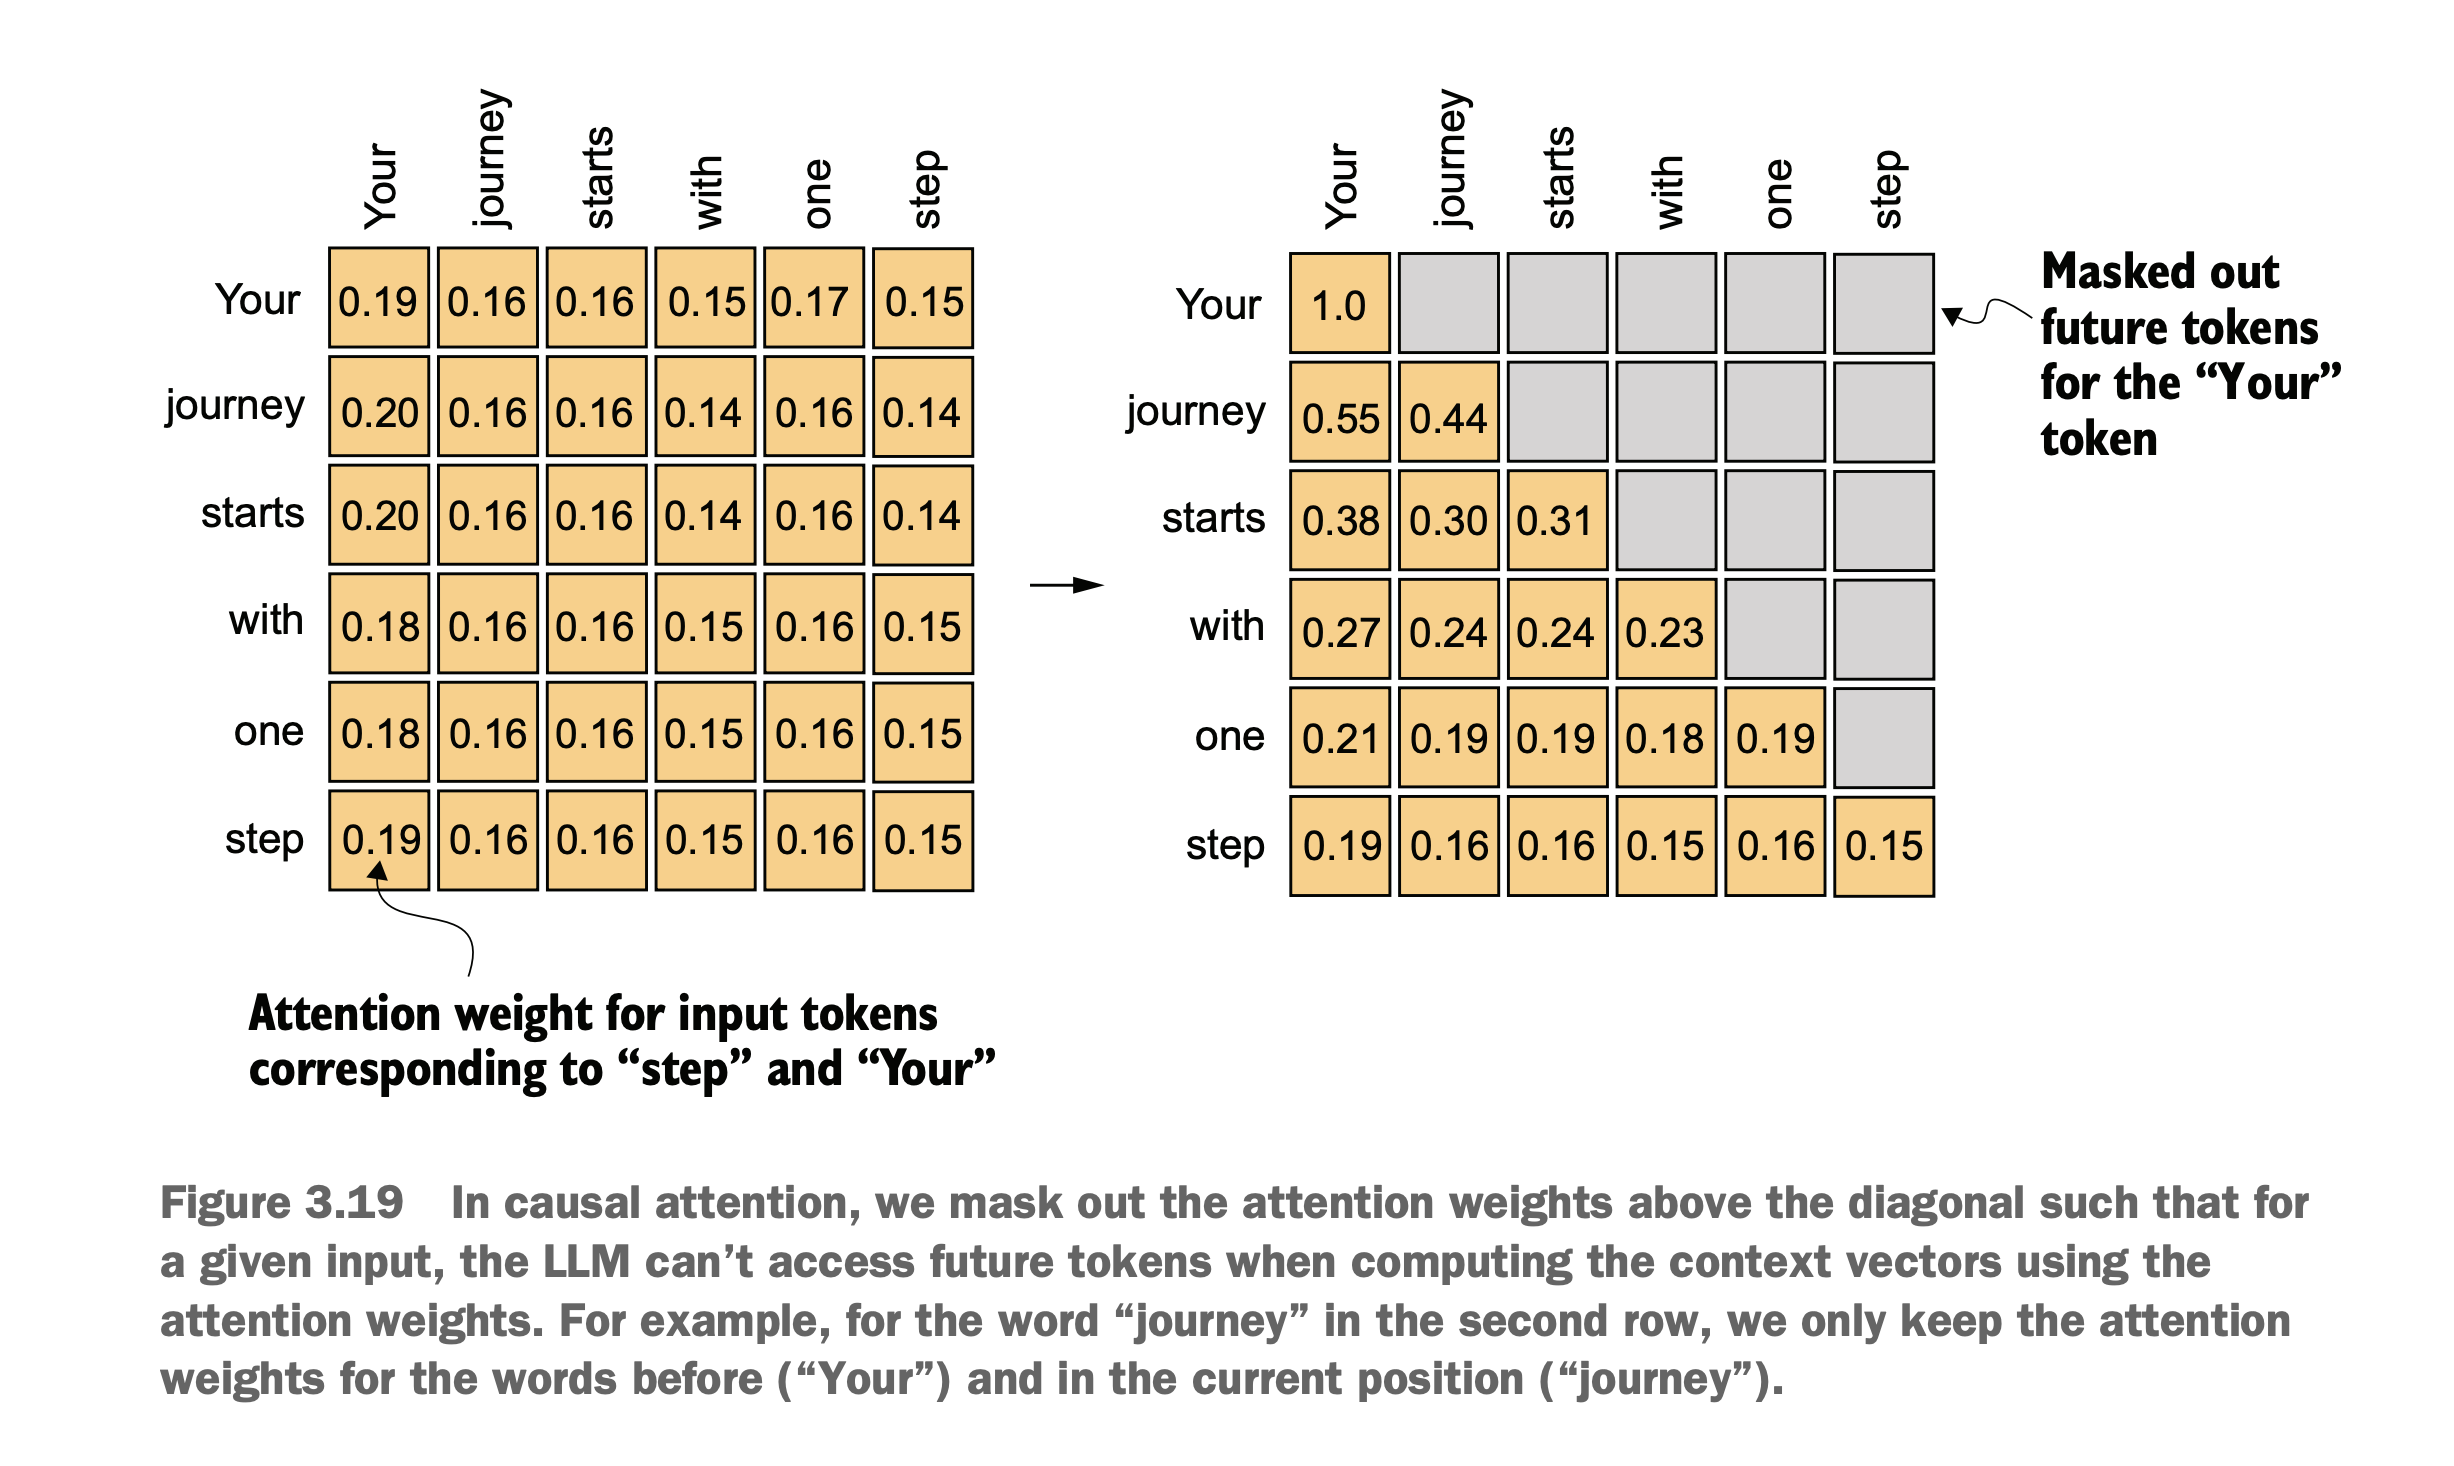 Your journey starts with one step
Your 0.19 0.16 0.16 0.15 0.17 0.15
journey 0.20 0.16 0.16 0.14 0.16 0.14
starts 0.20 0.16 0.16 0.14 0.16 0.14
with 0.18 0.16 0.16 0.15 0.16 0.15
one 0.18 0.16 0.16 0.15 0.16 0.15
step 0.19 0.16 0.16 0.15 0.16 0.15
Attention weight for input tokens
corresponding to “step” and “Your”
Your journey starts with one step
Your 1.0
journey 0.55 0.44
starts 0.38 0.30 0.31
with 0.27 0.24 0.24 0.23
one 0.21 0.19 0.19 0.18 0.19
step 0.19 0.16 0.16 0.15 0.16 0.15
Masked out
future tokens
for the “Your”
token
Figure 3.19 In causal attention, we mask out the attention weights above the diagonal such that for
a given input, the LLM can’t access future tokens when computing the context vectors using the
attention weights. For example, for the word “journey” in the second row, we only keep the attention
weights for the words before (“Your”) and in the current position (“journey”).